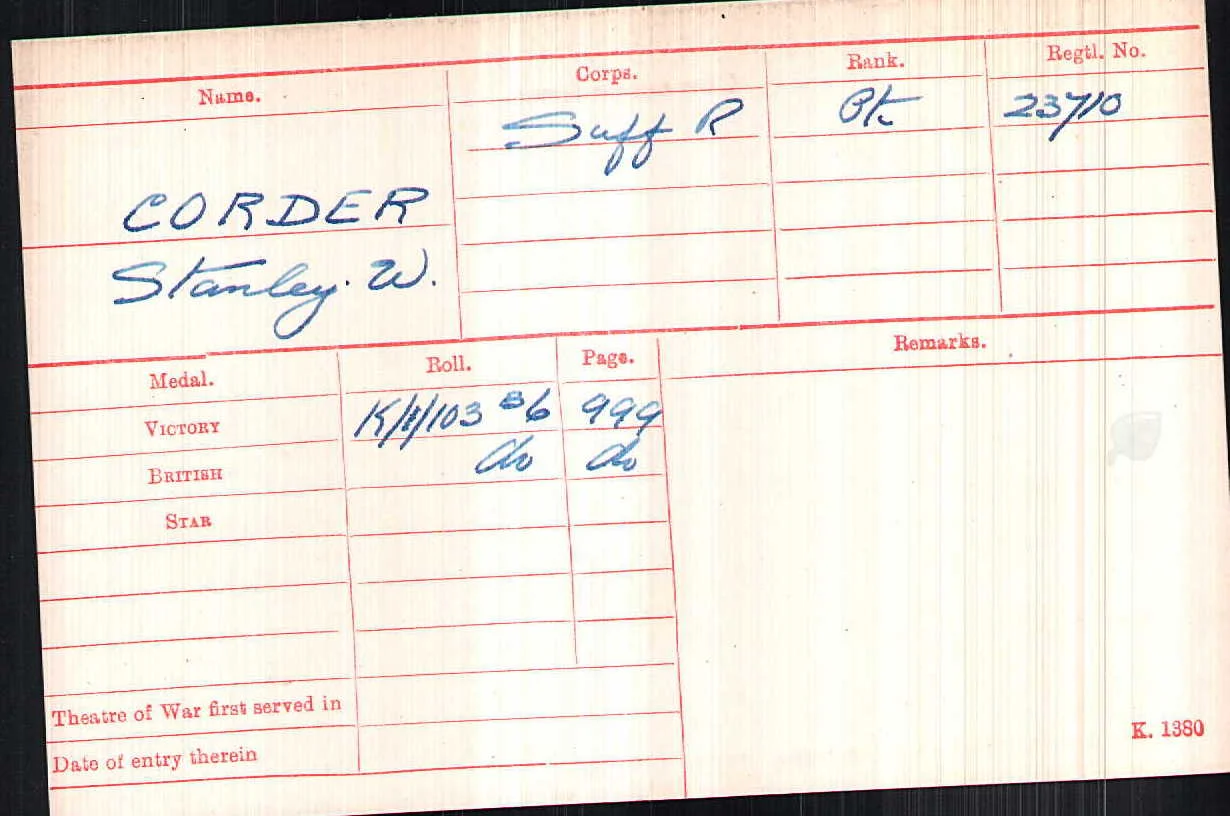 Name. Corps. Rank. Regtl. No.
Suff R Pte 23710
CORDER
Stanley. W.
Medal. Roll. Page. Remarks.
VICTORY K/1/103 B6 999
BRITISH do do
STAR
Theatre of War first served in
Date of entry therein
K. 1380